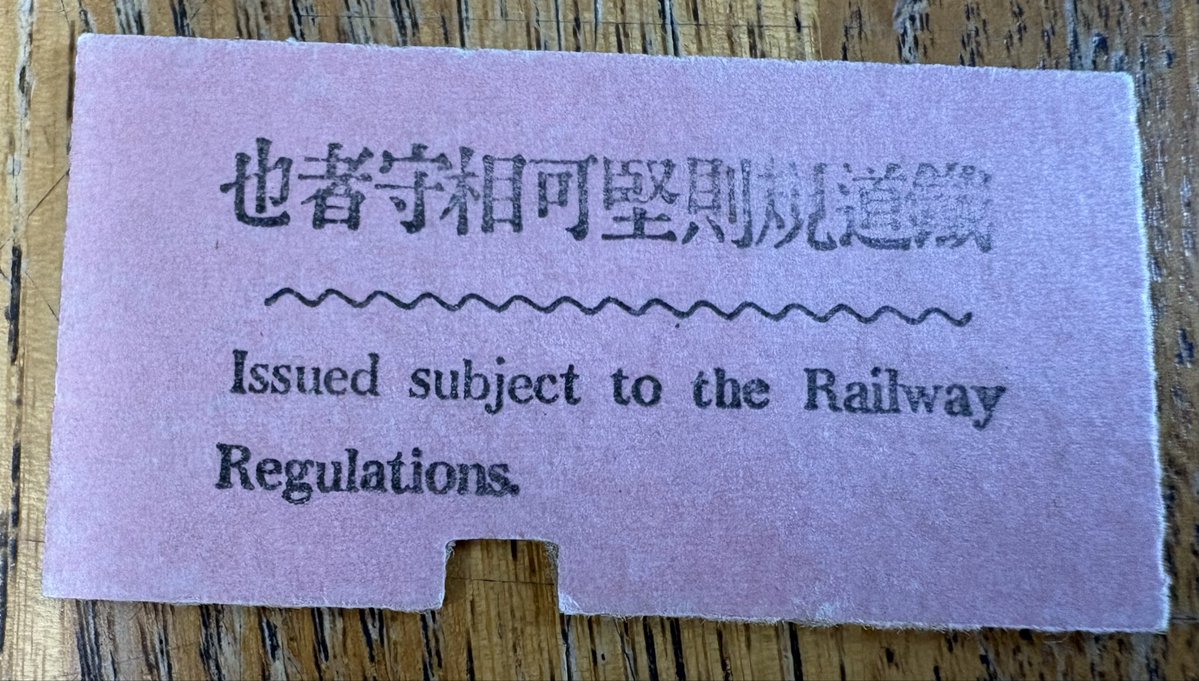 鐵道規則堅可相守者也
Issued subject to the Railway
Regulations.